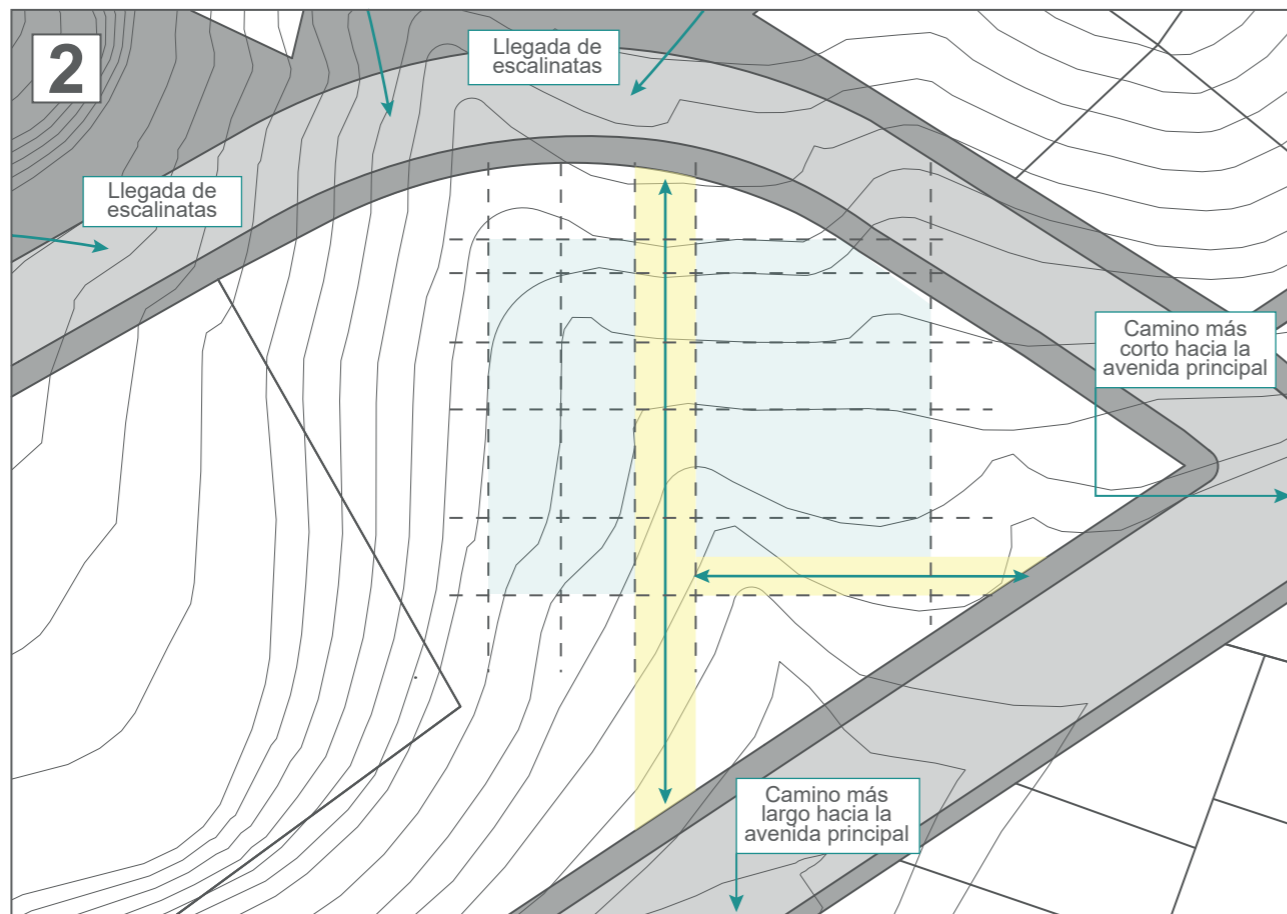 2
Llegada de
escalinatas
Llegada de
escalinatas
Camino más
corto hacia la
avenida principal
Camino más
largo hacia la
avenida principal